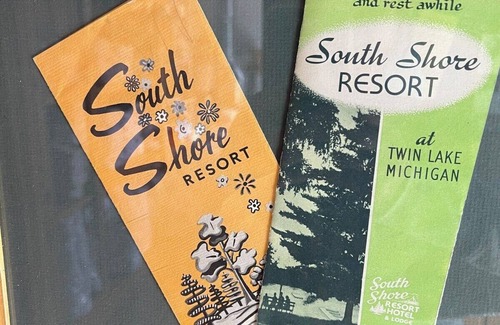 South
Shore
RESORT
and rest awhile
South Shore
RESORT
at
TWIN LAKE
MICHIGAN
South
Shore
RESORT
HOTEL
& LODGE